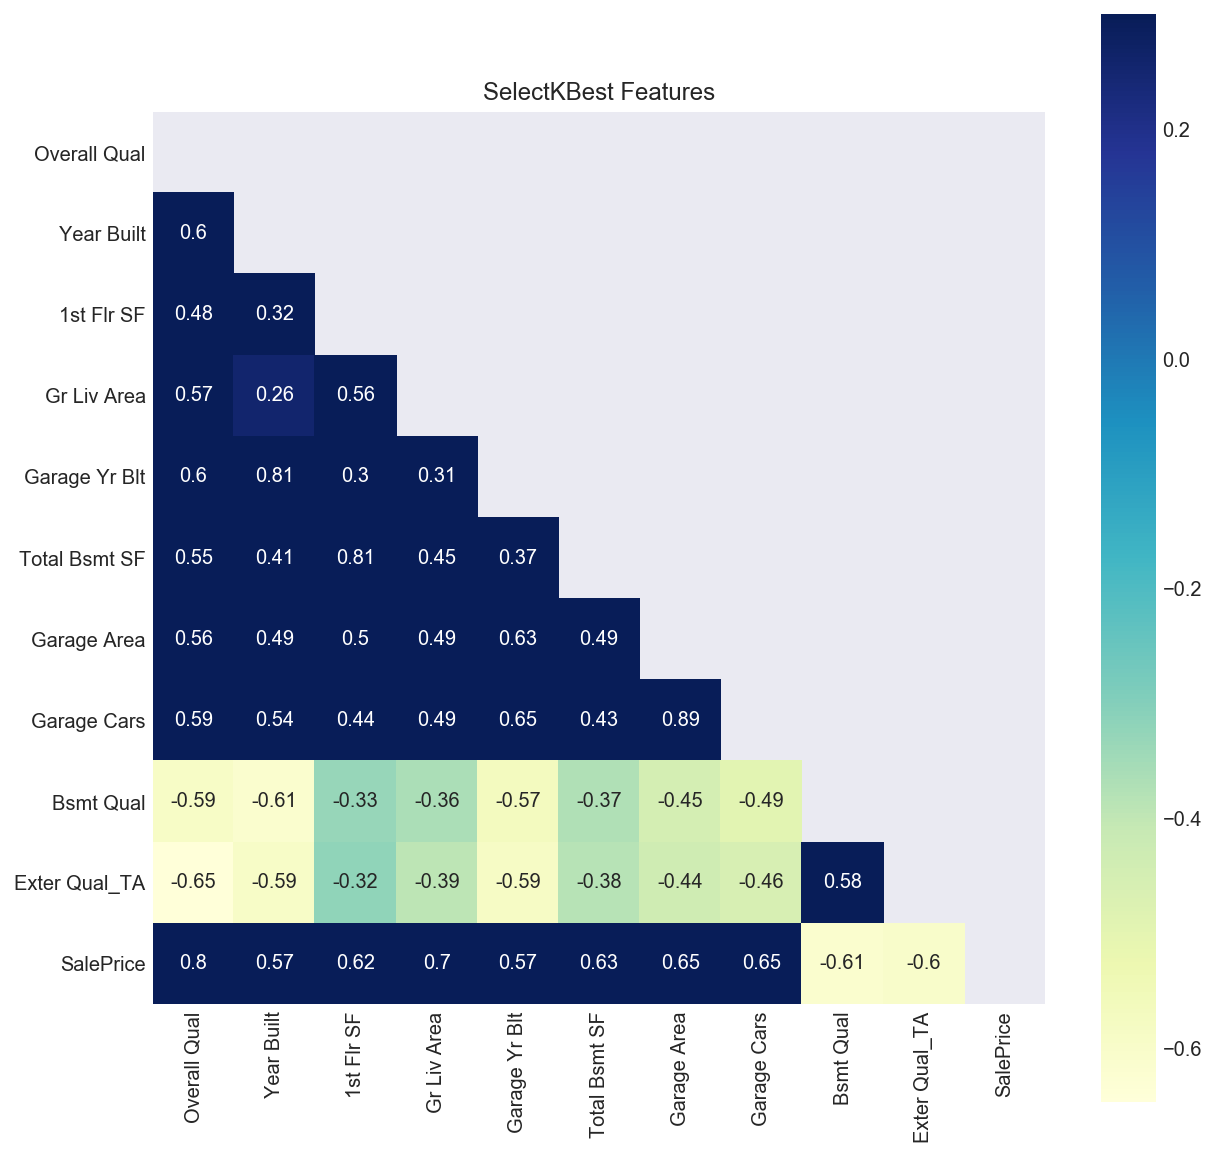 SelectKBest Features
Overall Qual
Year Built 0.6
1st Flr SF 0.48 0.32
Gr Liv Area 0.57 0.26 0.56
Garage Yr Blt 0.6 0.81 0.3 0.31
Total Bsmt SF 0.55 0.41 0.81 0.45 0.37
Garage Area 0.56 0.49 0.5 0.49 0.63 0.49
Garage Cars 0.59 0.54 0.44 0.49 0.65 0.43 0.89
Bsmt Qual -0.59 -0.61 -0.33 -0.36 -0.57 -0.37 -0.45 -0.49
Exter Qual_TA -0.65 -0.59 -0.32 -0.39 -0.59 -0.38 -0.44 -0.46 0.58
SalePrice 0.8 0.57 0.62 0.7 0.57 0.63 0.65 0.65 -0.61 -0.6
Overall Qual
Year Built
1st Flr SF
Gr Liv Area
Garage Yr Blt
Total Bsmt SF
Garage Area
Garage Cars
Bsmt Qual
Exter Qual_TA
SalePrice
0.2
0.0
−0.2
−0.4
−0.6